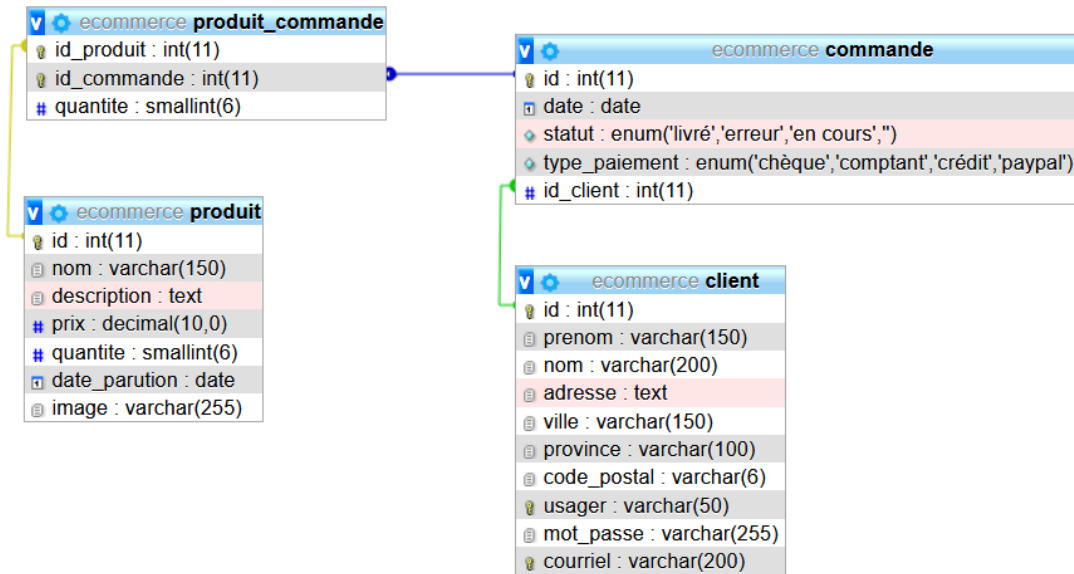 ecommerce produit_commande
id_produit : int(11)
id_commande : int(11)
# quantite : smallint(6)
ecommerce commande
id : int(11)
date : date
statut : enum('livré','erreur','en cours','')
type_paiement : enum('chèque','comptant','crédit','paypal')
# id_client : int(11)
ecommerce produit
id : int(11)
nom : varchar(150)
description : text
# prix : decimal(10,0)
# quantite : smallint(6)
date_parution : date
image : varchar(255)
ecommerce client
id : int(11)
prenom : varchar(150)
nom : varchar(200)
adresse : text
ville : varchar(150)
province : varchar(100)
code_postal : varchar(6)
usager : varchar(50)
mot_passe : varchar(255)
courriel : varchar(200)